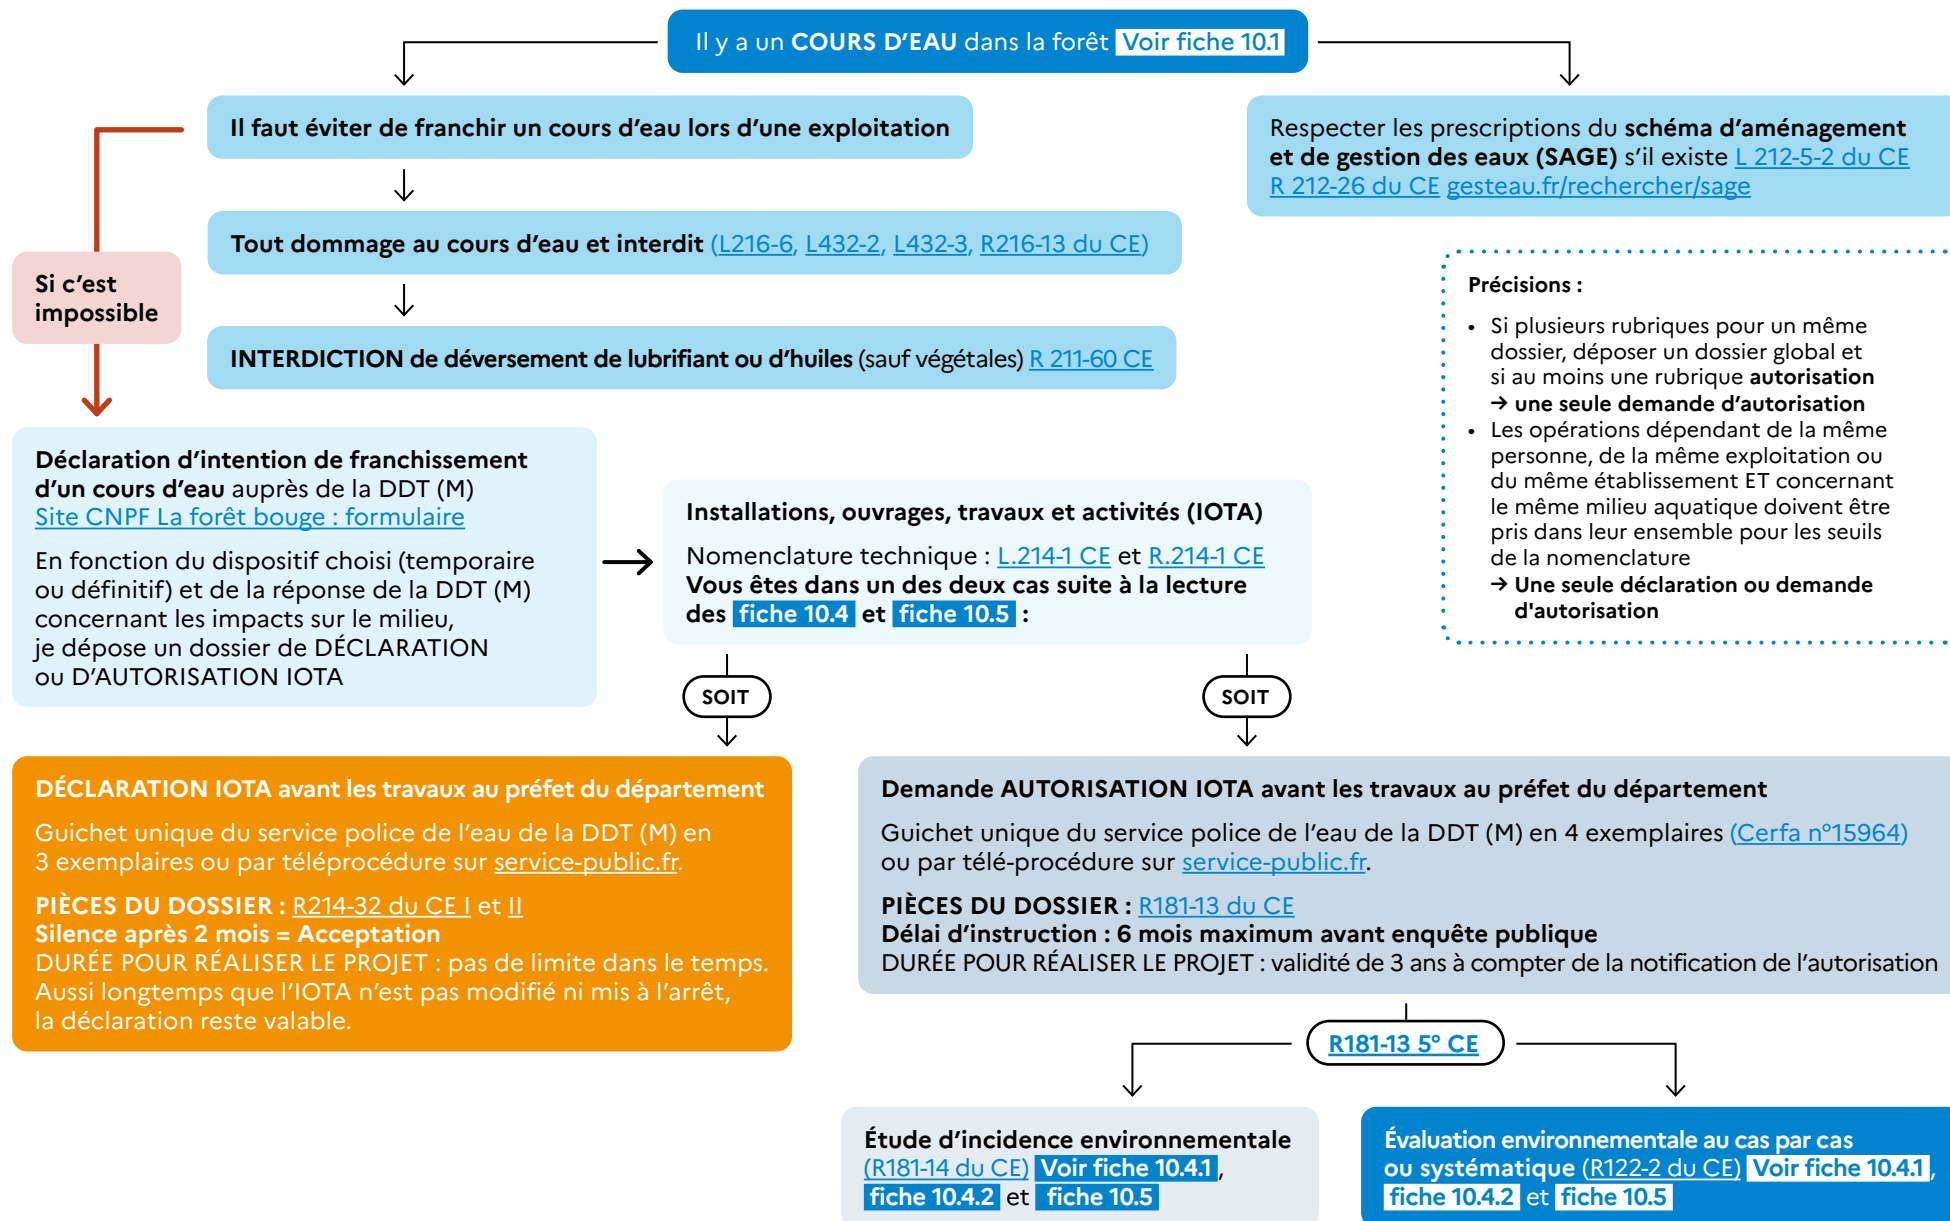 Il y a un COURS D'EAU dans la forêt Voir fiche 10.1
Il faut éviter de franchir un cours d'eau lors d'une exploitation
Respecter les prescriptions du schéma d'aménagement
et de gestion des eaux (SAGE) s'il existe L 212-5-2 du CE
R 212-26 du CE gesteau.fr/rechercher/sage
Tout dommage au cours d'eau et interdit (L216-6, L432-2, L432-3, R216-13 du CE)
Si c'est
impossible
INTERDICTION de déversement de lubrifiant ou d'huiles (sauf végétales) R 211-60 CE
Précisions :
• Si plusieurs rubriques pour un même
dossier, déposer un dossier global et
si au moins une rubrique autorisation
→ une seule demande d'autorisation
• Les opérations dépendant de la même
personne, de la même exploitation ou
du même établissement ET concernant
le même milieu aquatique doivent être
pris dans leur ensemble pour les seuils
de la nomenclature
→ Une seule déclaration ou demande
d'autorisation
Déclaration d'intention de franchissement
d'un cours d'eau auprès de la DDT (M)
Site CNPF La forêt bouge : formulaire
En fonction du dispositif choisi (temporaire
ou définitif) et de la réponse de la DDT (M)
concernant les impacts sur le milieu,
je dépose un dossier de DÉCLARATION
ou D'AUTORISATION IOTA
Installations, ouvrages, travaux et activités (IOTA)
Nomenclature technique : L.214-1 CE et R.214-1 CE
Vous êtes dans un des deux cas suite à la lecture
des fiche 10.4 et fiche 10.5 :
SOIT
SOIT
DÉCLARATION IOTA avant les travaux au préfet du département
Guichet unique du service police de l'eau de la DDT (M) en
3 exemplaires ou par téléprocédure sur service-public.fr.
PIÈCES DU DOSSIER : R214-32 du CE I et II
Silence après 2 mois = Acceptation
DURÉE POUR RÉALISER LE PROJET : pas de limite dans le temps.
Aussi longtemps que l'IOTA n'est pas modifié ni mis à l'arrêt,
la déclaration reste valable.
Demande AUTORISATION IOTA avant les travaux au préfet du département
Guichet unique du service police de l'eau de la DDT (M) en 4 exemplaires (Cerfa n°15964)
ou par télé-procédure sur service-public.fr.
PIÈCES DU DOSSIER : R181-13 du CE
Délai d'instruction : 6 mois maximum avant enquête publique
DURÉE POUR RÉALISER LE PROJET : validité de 3 ans à compter de la notification de l'autorisation
R181-13 5° CE
Étude d'incidence environnementale
(R181-14 du CE) Voir fiche 10.4.1,
fiche 10.4.2 et fiche 10.5
Évaluation environnementale au cas par cas
ou systématique (R122-2 du CE) Voir fiche 10.4.1,
fiche 10.4.2 et fiche 10.5